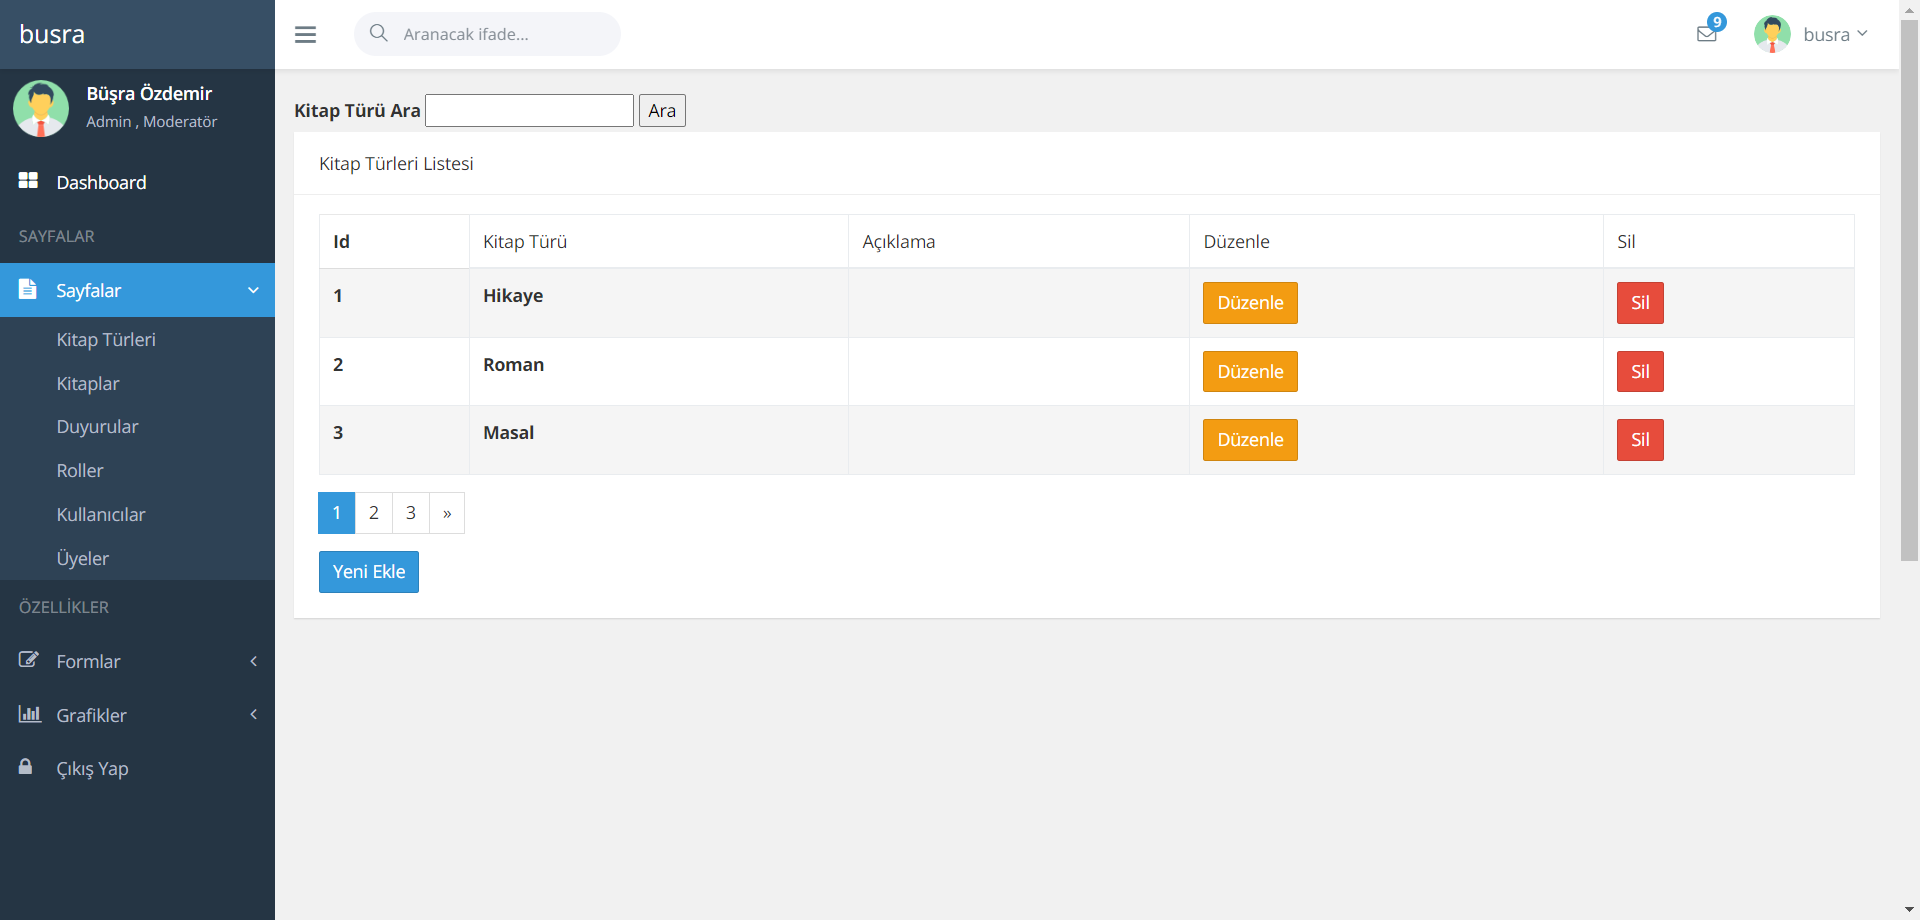 busra
Büşra Özdemir
Admin , Moderatör
Dashboard
SAYFALAR
Sayfalar
Kitap Türleri
Kitaplar
Duyurular
Roller
Kullanıcılar
Üyeler
ÖZELLİKLER
Formlar
Grafikler
Çıkış Yap
Aranacak ifade...
9
busra
Kitap Türü Ara Ara
Kitap Türleri Listesi
Id Kitap Türü Açıklama Düzenle Sil
1 Hikaye Düzenle Sil
2 Roman Düzenle Sil
3 Masal Düzenle Sil
1 2 3 »
Yeni Ekle